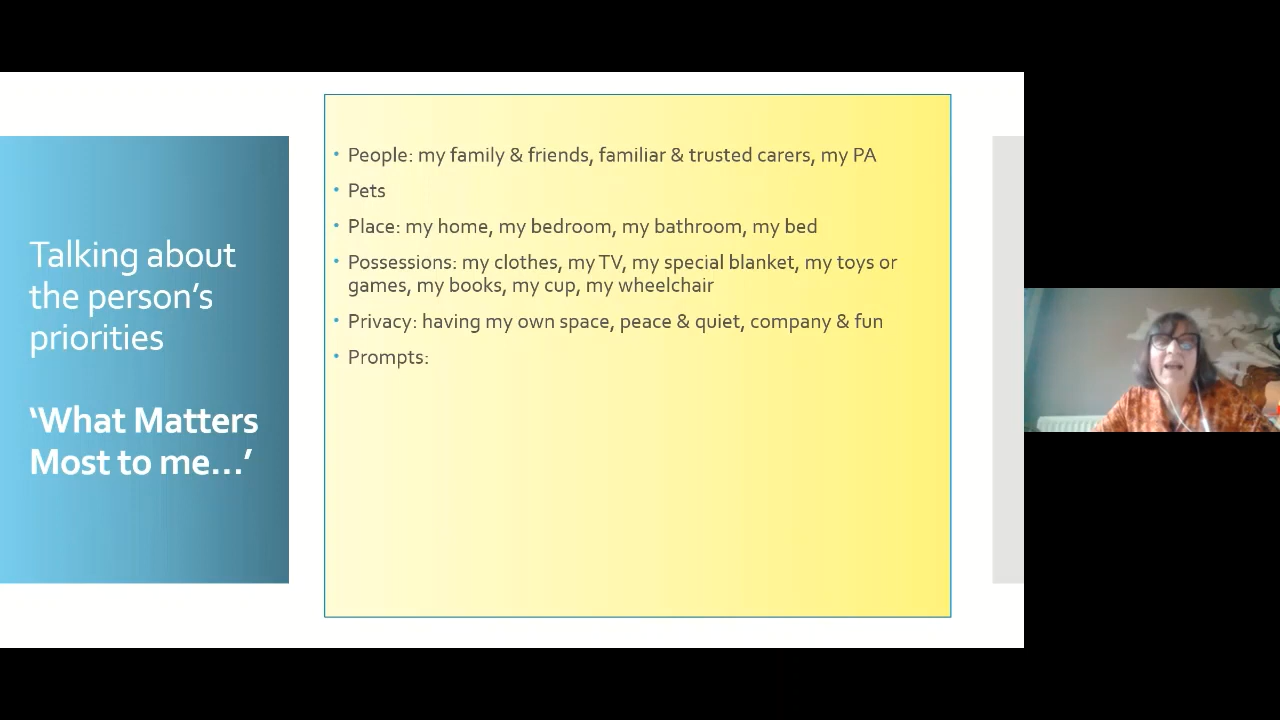 Talking about
the person's
priorities
‘What Matters
Most to me…’
• People: my family & friends, familiar & trusted carers, my PA
• Pets
• Place: my home, my bedroom, my bathroom, my bed
• Possessions: my clothes, my TV, my special blanket, my toys or
games, my books, my cup, my wheelchair
• Privacy: having my own space, peace & quiet, company & fun
• Prompts: